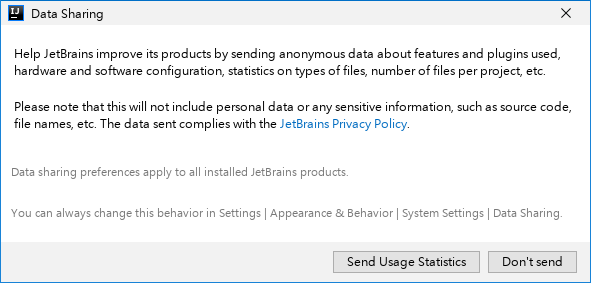 IJ Data Sharing
Help JetBrains improve its products by sending anonymous data about features and plugins used,
hardware and software configuration, statistics on types of files, number of files per project, etc.
Please note that this will not include personal data or any sensitive information, such as source code,
file names, etc. The data sent complies with the JetBrains Privacy Policy.
Data sharing preferences apply to all installed JetBrains products.
You can always change this behavior in Settings | Appearance & Behavior | System Settings | Data Sharing.
Send Usage Statistics Don't send